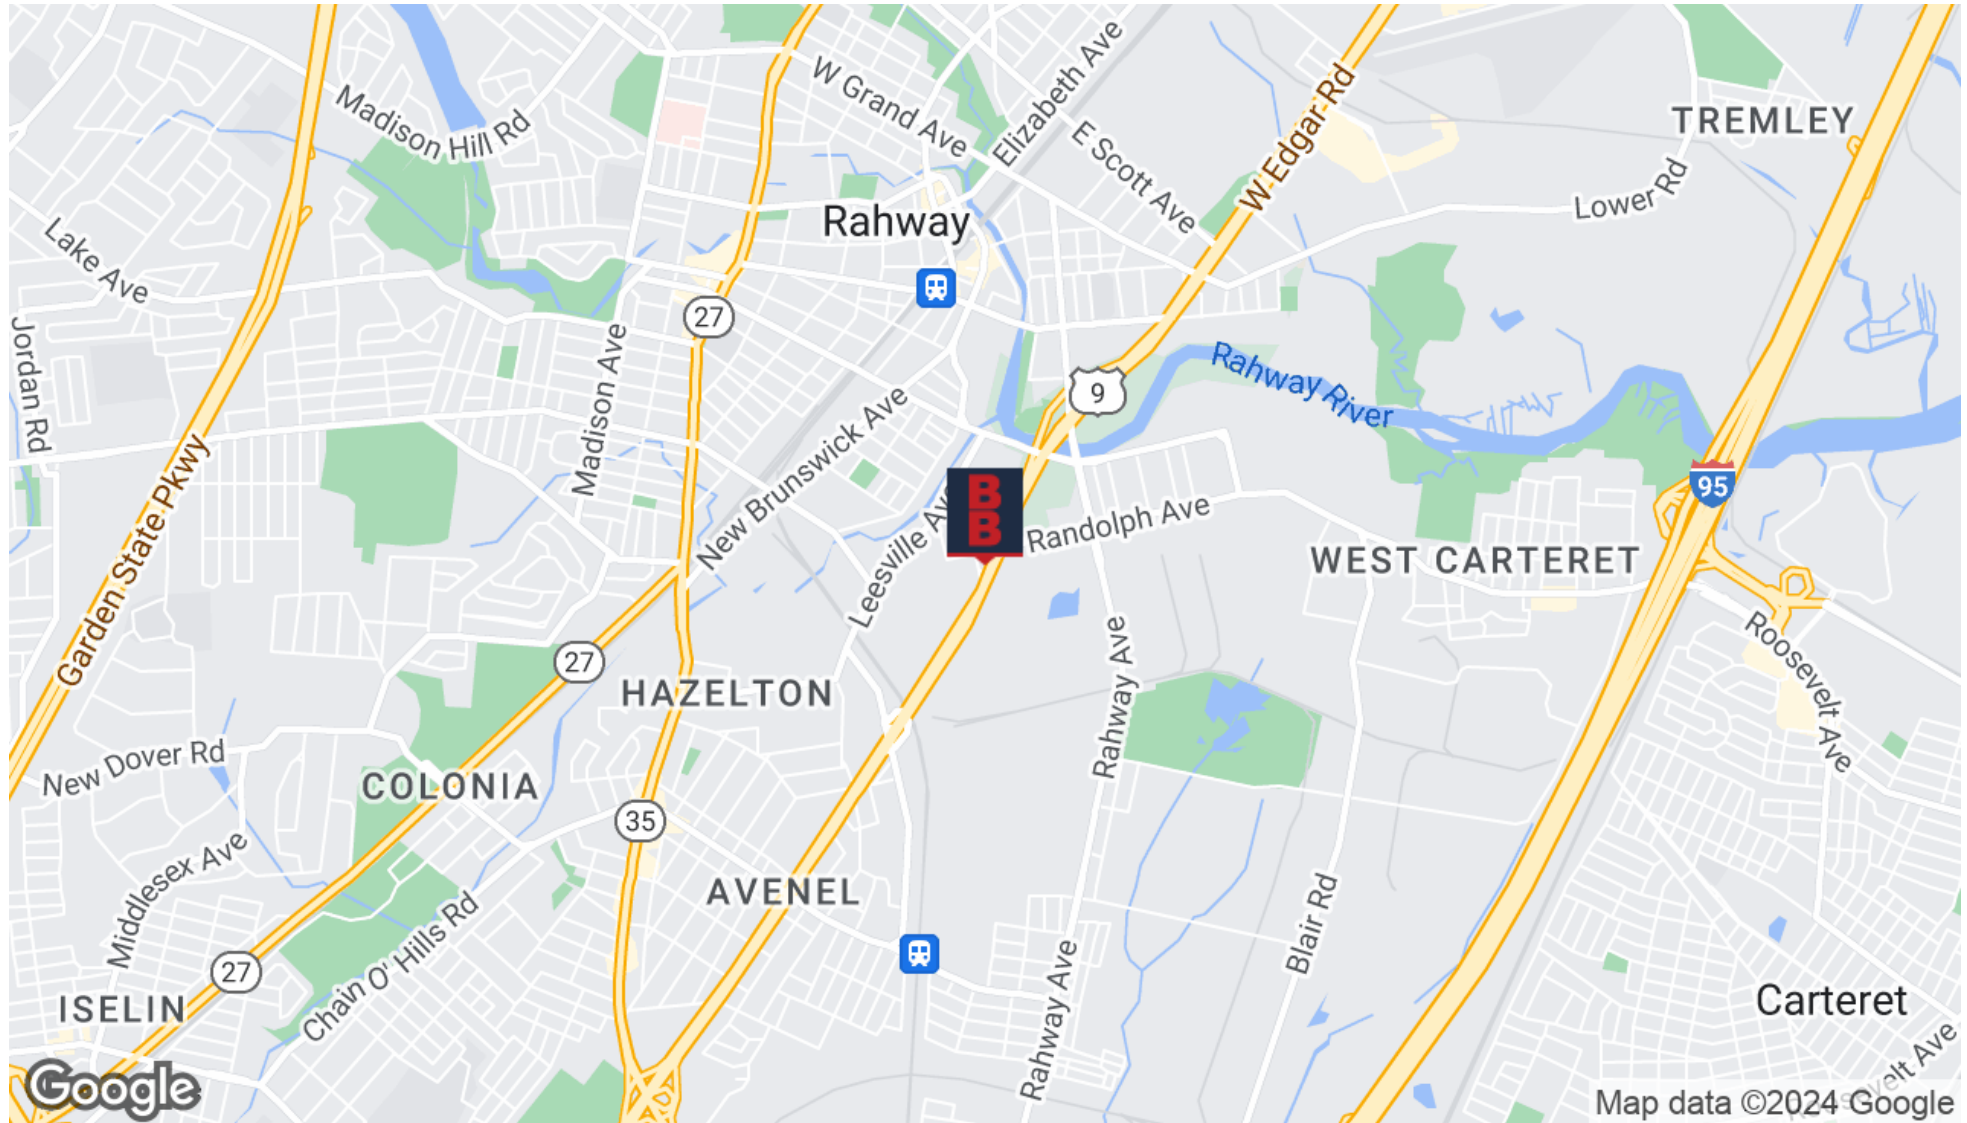 Madison Hill Rd
W Grand Ave
Elizabeth Ave
E Scott Ave
W Edgar Rd
TREMLEY
Lower Rd
Rahway
Lake Ave
27
Jordan Rd
Madison Ave
9
Rahway River
New Brunswick Ave
Garden State Pkwy
B
B
95
Leesville Ave
Randolph Ave
WEST CARTERET
27
HAZELTON
Rahway Ave
Roosevelt Ave
New Dover Rd
COLONIA
35
Middlesex Ave
AVENEL
Blair Rd
27
Chain O' Hills Rd
ISELIN
Rahway Ave
Carteret
Roosevelt Ave
Google
Map data ©2024 Google